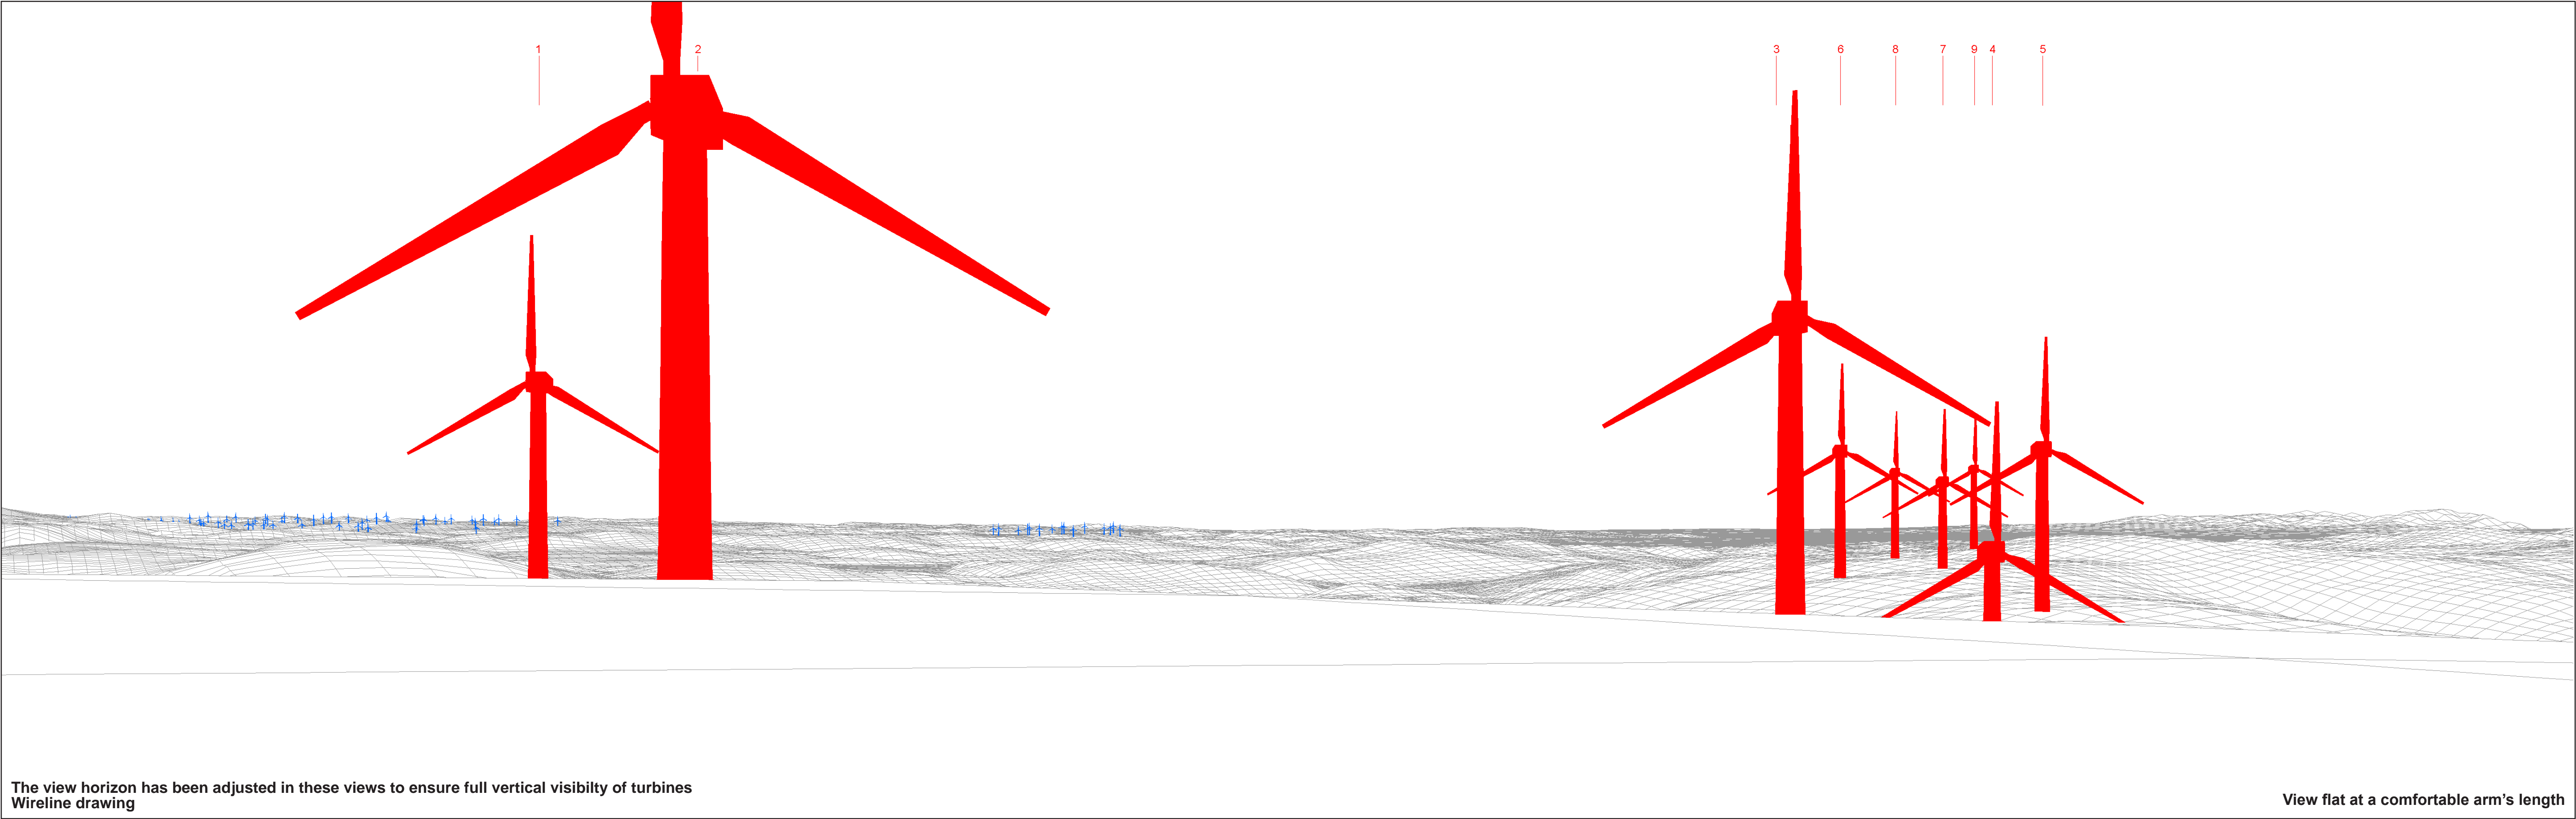 1 2 3 6 8 7 9 4 5
The view horizon has been adjusted in these views to ensure full vertical visibilty of turbines
Wireline drawing
View flat at a comfortable arm’s length